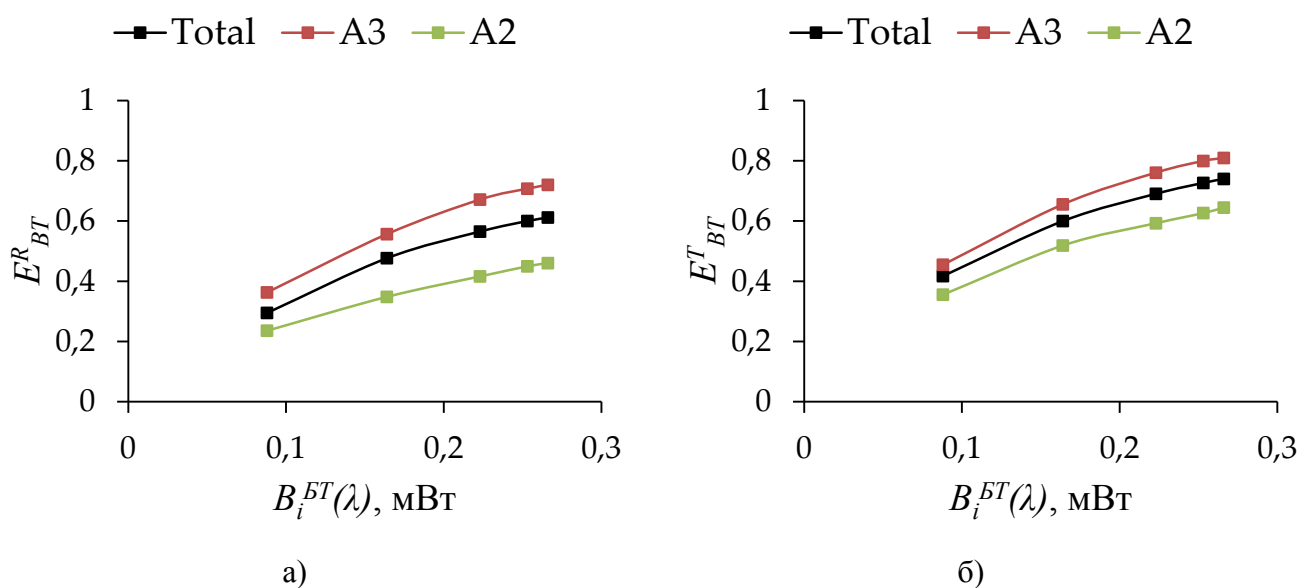 Total A3 A2
1
0,8
0,6
0,4
0,2
0
E^R_BT
0 0,1 0,2 0,3
B_i^БТ(λ), мВт
а)
Total A3 A2
1
0,8
0,6
0,4
0,2
0
E^T_BT
0 0,1 0,2 0,3
B_i^БТ(λ), мВт
б)